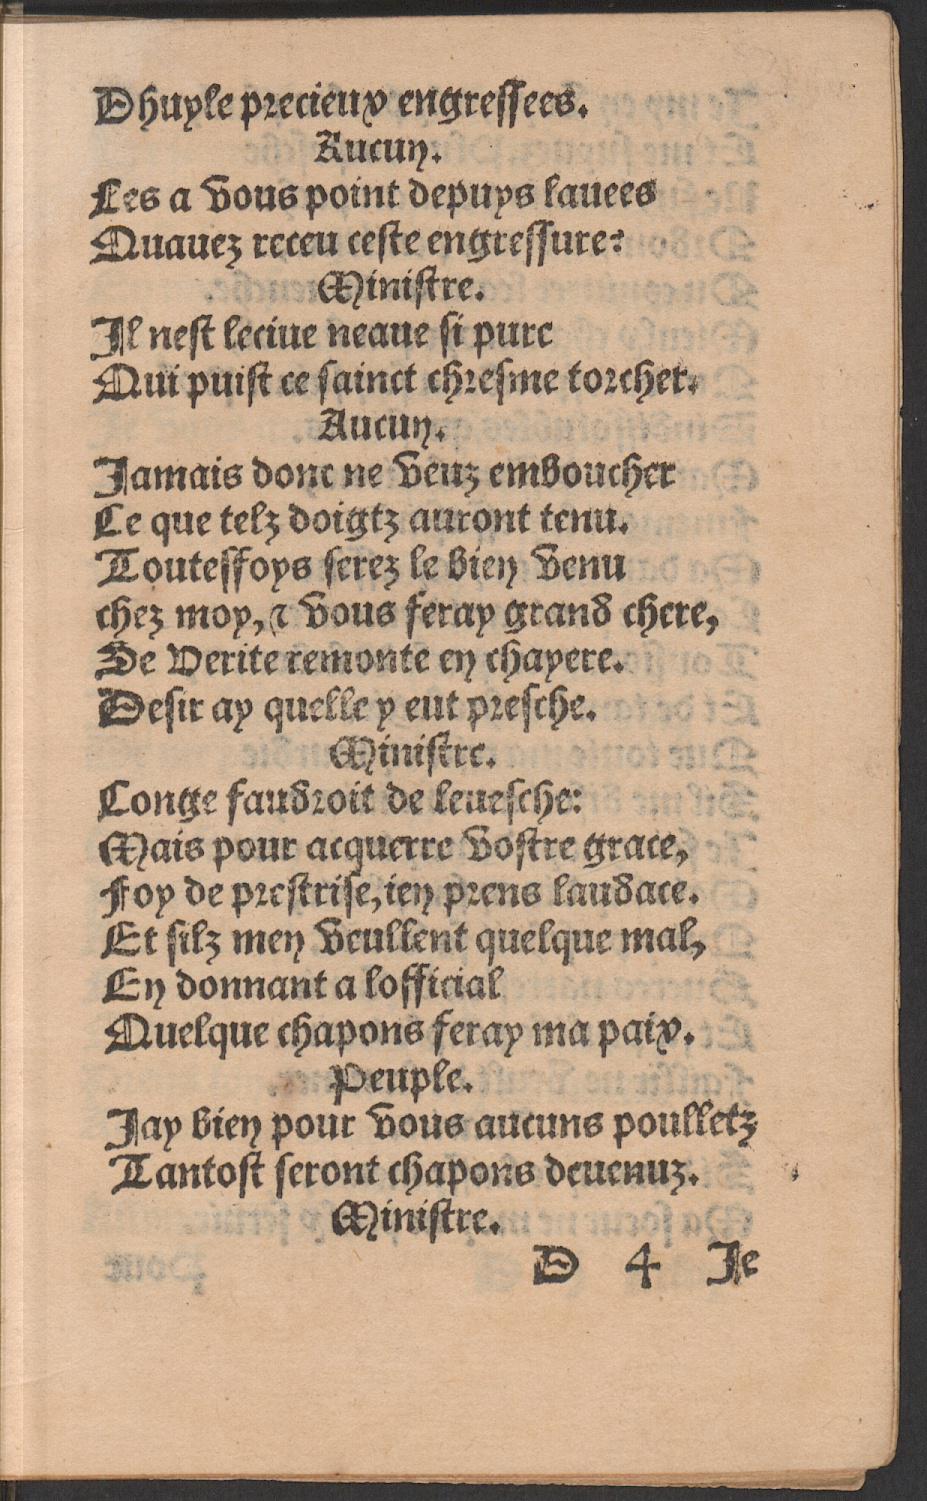 Dhuyle precieux engressees.
Aucun.
Les a vous point depuys lauees
Quauez receu ceste engressure?
Ministre.
Il nest leciue neaue si pure
Qui puist ce sainct chresme torcher.
Aucun.
Jamais donc ne veuz emboucher
Ce que telz doigtz auront tenu.
Toutesfoys serez le bien venu
chez moy, ⁊ vous feray grand chere,
Se Verite remonte en chayere.
Desir ay quelle y eut presche.
Ministre.
Conge faudroit de leuesche:
Mais pour acquerre vostre grace,
Foy de prestrise, ien prens laudace.
Et silz men veullent quelque mal,
En donnant a lofficial
Quelque chapons feray ma paix.
Peuple.
Jay bien pour vous aucuns poulletz
Tantost seront chapons deuenuz.
Ministre.
D 4 Je